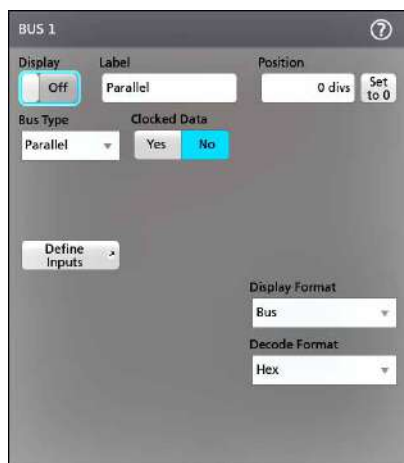 BUS 1
Display Label Position
Off Parallel 0 divs Set to 0
Bus Type Clocked Data
Parallel Yes No
Define Inputs
Display Format
Bus
Decode Format
Hex